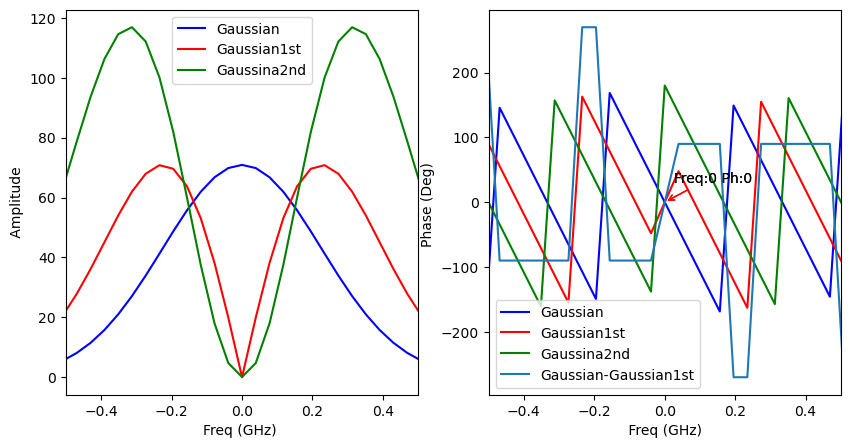 120
100
80
60
40
20
0
Amplitude
−0.4
−0.2
0.0
0.2
0.4
Freq (GHz)
Gaussian
Gaussian1st
Gaussina2nd
200
100
0
−100
−200
Phase (Deg)
−0.4
−0.2
0.0
0.2
0.4
Freq (GHz)
Freq:0 Ph:0
Gaussian
Gaussian1st
Gaussina2nd
Gaussian-Gaussian1st